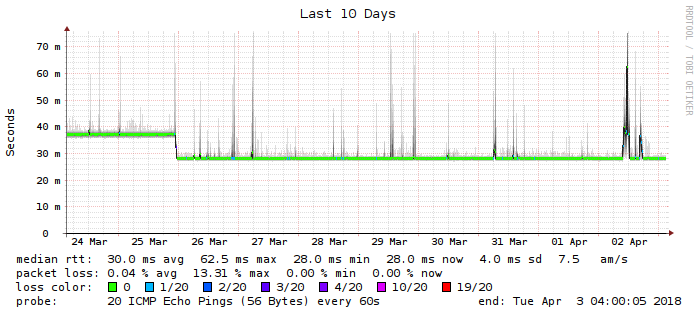 Last 10 Days
RRDTOOL / TOBI OETIKER
Seconds
70 m
60 m
50 m
40 m
30 m
20 m
10 m
0
24 Mar 25 Mar 26 Mar 27 Mar 28 Mar 29 Mar 30 Mar 31 Mar 01 Apr 02 Apr
median rtt: 30.0 ms avg 62.5 ms max 28.0 ms min 28.0 ms now 4.0 ms sd 7.5 am/s
packet loss: 0.04 % avg 13.31 % max 0.00 % min 0.00 % now
loss color: 0 1/20 2/20 3/20 4/20 10/20 19/20
probe: 20 ICMP Echo Pings (56 Bytes) every 60s end: Tue Apr 3 04:00:05 2018